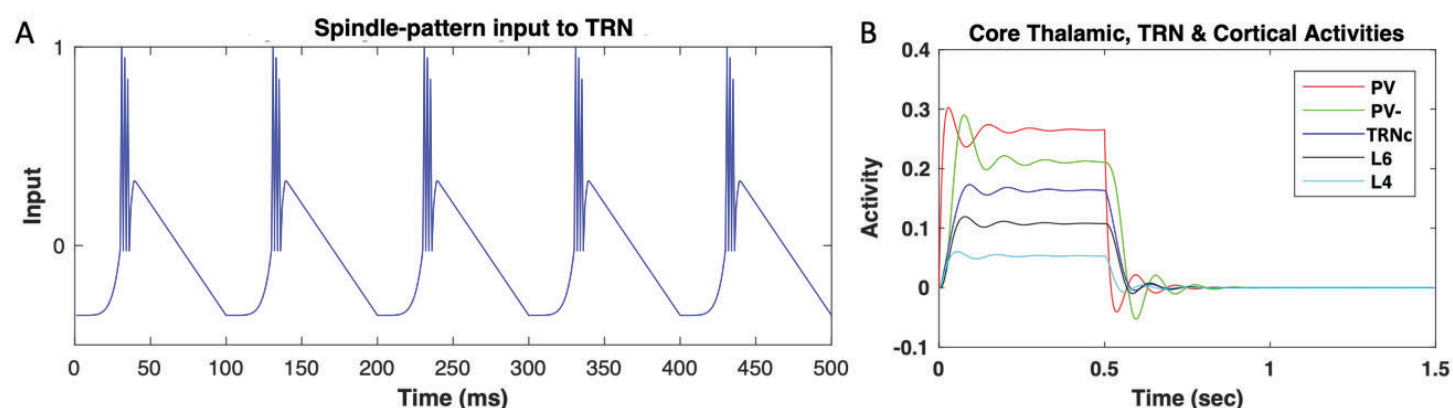 A
Spindle-pattern input to TRN
1
0
Input
0 50 100 150 200 250 300 350 400 450 500
Time (ms)
B
Core Thalamic, TRN & Cortical Activities
0.4
0.3
0.2
0.1
0
-0.1
Activity
PV
PV-
TRNc
L6
L4
0 0.5 1 1.5
Time (sec)